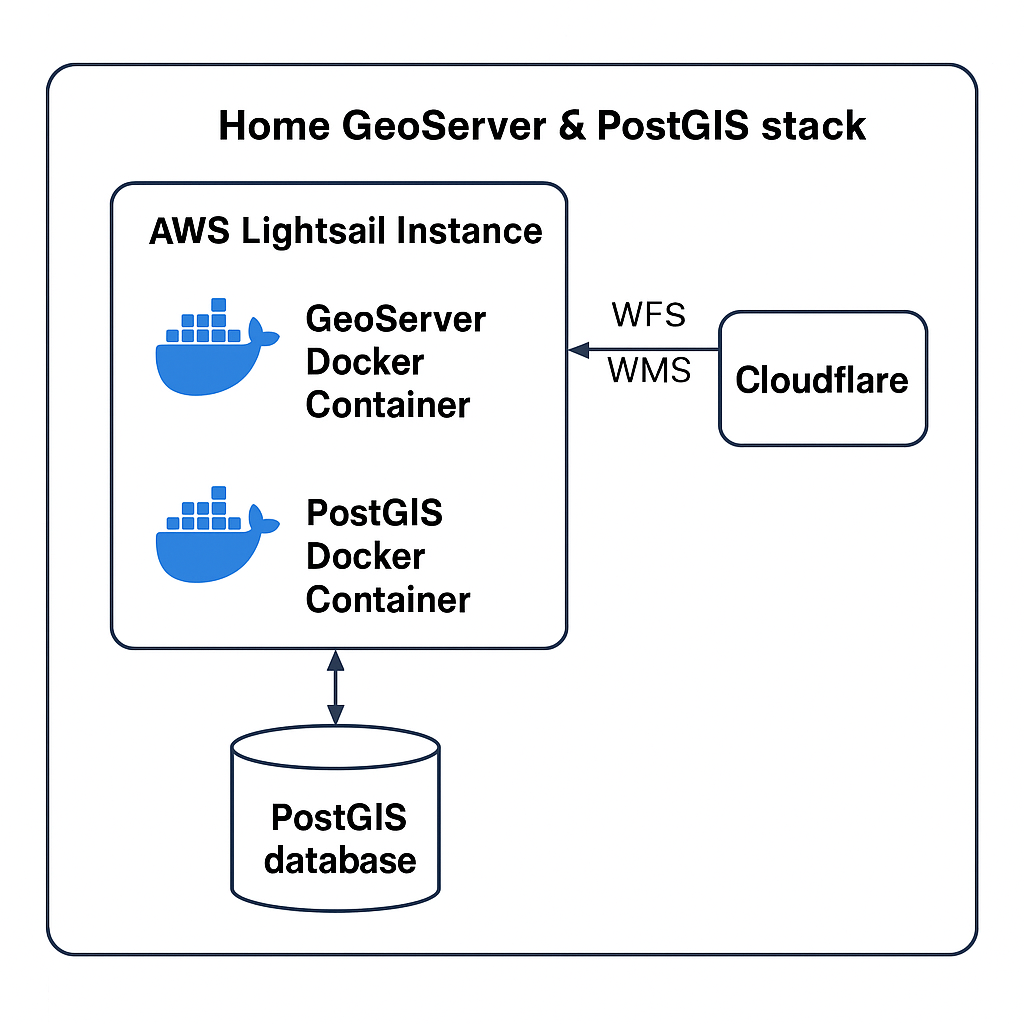 Home GeoServer & PostGIS stack
AWS Lightsail Instance
GeoServer
Docker
Container
WFS
WMS
Cloudflare
PostGIS
Docker
Container
PostGIS
database